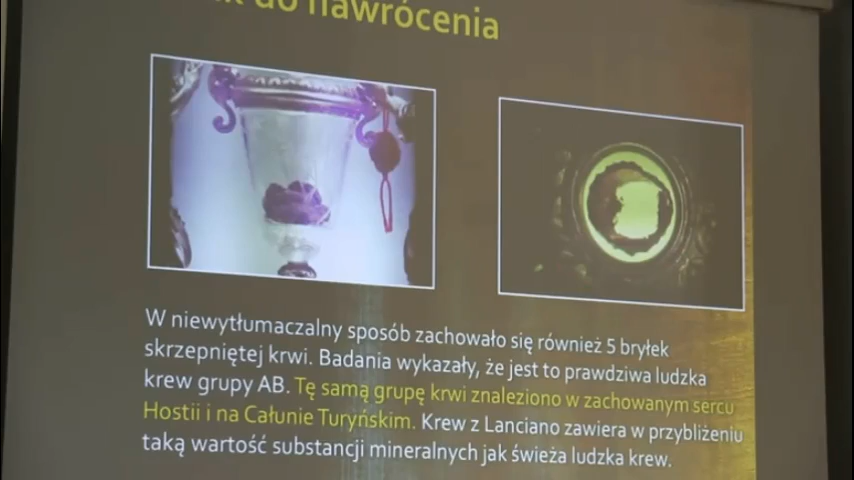 do nawrócenia
W niewytłumaczalny sposób zachowało się również 5 bryłek
skrzepniętej krwi. Badania wykazały, że jest to prawdziwa ludzka
krew grupy AB. Tę samą grupę krwi znaleziono w zachowanym sercu
Hostii i na Całunie Turyńskim. Krew z Lanciano zawiera w przybliżeniu
taką wartość substancji mineralnych jak świeża ludzka krew.